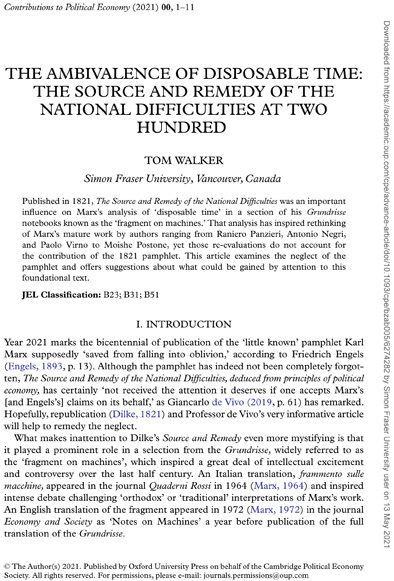 Contributions to Political Economy (2021) 00, 1–11
THE AMBIVALENCE OF DISPOSABLE TIME:
THE SOURCE AND REMEDY OF THE
NATIONAL DIFFICULTIES AT TWO
HUNDRED
TOM WALKER
Simon Fraser University, Vancouver, Canada
Published in 1821, The Source and Remedy of the National Difficulties was an important
influence on Marx's analysis of 'disposable time' in a section of his Grundrisse
notebooks known as the 'fragment on machines.' That analysis has inspired rethinking
of Marx's mature work by authors ranging from Raniero Panzieri, Antonio Negri,
and Paolo Virno to Moishe Postone, yet those re-evaluations do not account for
the contribution of the 1821 pamphlet. This article examines the neglect of the
pamphlet and offers suggestions about what could be gained by attention to this
foundational text.
JEL Classification: B23; B31; B51
I. INTRODUCTION
Year 2021 marks the bicentennial of publication of the 'little known' pamphlet Karl
Marx supposedly 'saved from falling into oblivion,' according to Friedrich Engels
(Engels, 1893, p. 13). Although the pamphlet has indeed not been completely forgot-
ten, The Source and Remedy of the National Difficulties, deduced from principles of political
economy, has certainly 'not received the attention it deserves if one accepts Marx's
[and Engels's] claims on its behalf,' as Giancarlo de Vivo (2019, p. 61) has remarked.
Hopefully, republication (Dilke, 1821) and Professor de Vivo's very informative article
will help to remedy the neglect.
What makes inattention to Dilke's Source and Remedy even more mystifying is that
it played a prominent role in a selection from the Grundrisse, widely referred to as
the 'fragment on machines', which inspired a great deal of intellectual excitement
and controversy over the last half century. An Italian translation, frammento sulle
macchine, appeared in the journal Quaderni Rossi in 1964 (Marx, 1964) and inspired
intense debate challenging 'orthodox' or 'traditional' interpretations of Marx's work.
An English translation of the fragment appeared in 1972 (Marx, 1972) in the journal
Economy and Society as 'Notes on Machines' a year before publication of the full
translation of the Grundrisse.
© The Author(s) 2021. Published by Oxford University Press on behalf of the Cambridge Political Economy
Society. All rights reserved. For permissions, please e-mail: journals.permissions@oup.com
Downloaded from https://academic.oup.com/cpe/advance-article/doi/10.1093/cpe/bzab005/6274282 by Simon Fraser University user on 13 May 2021